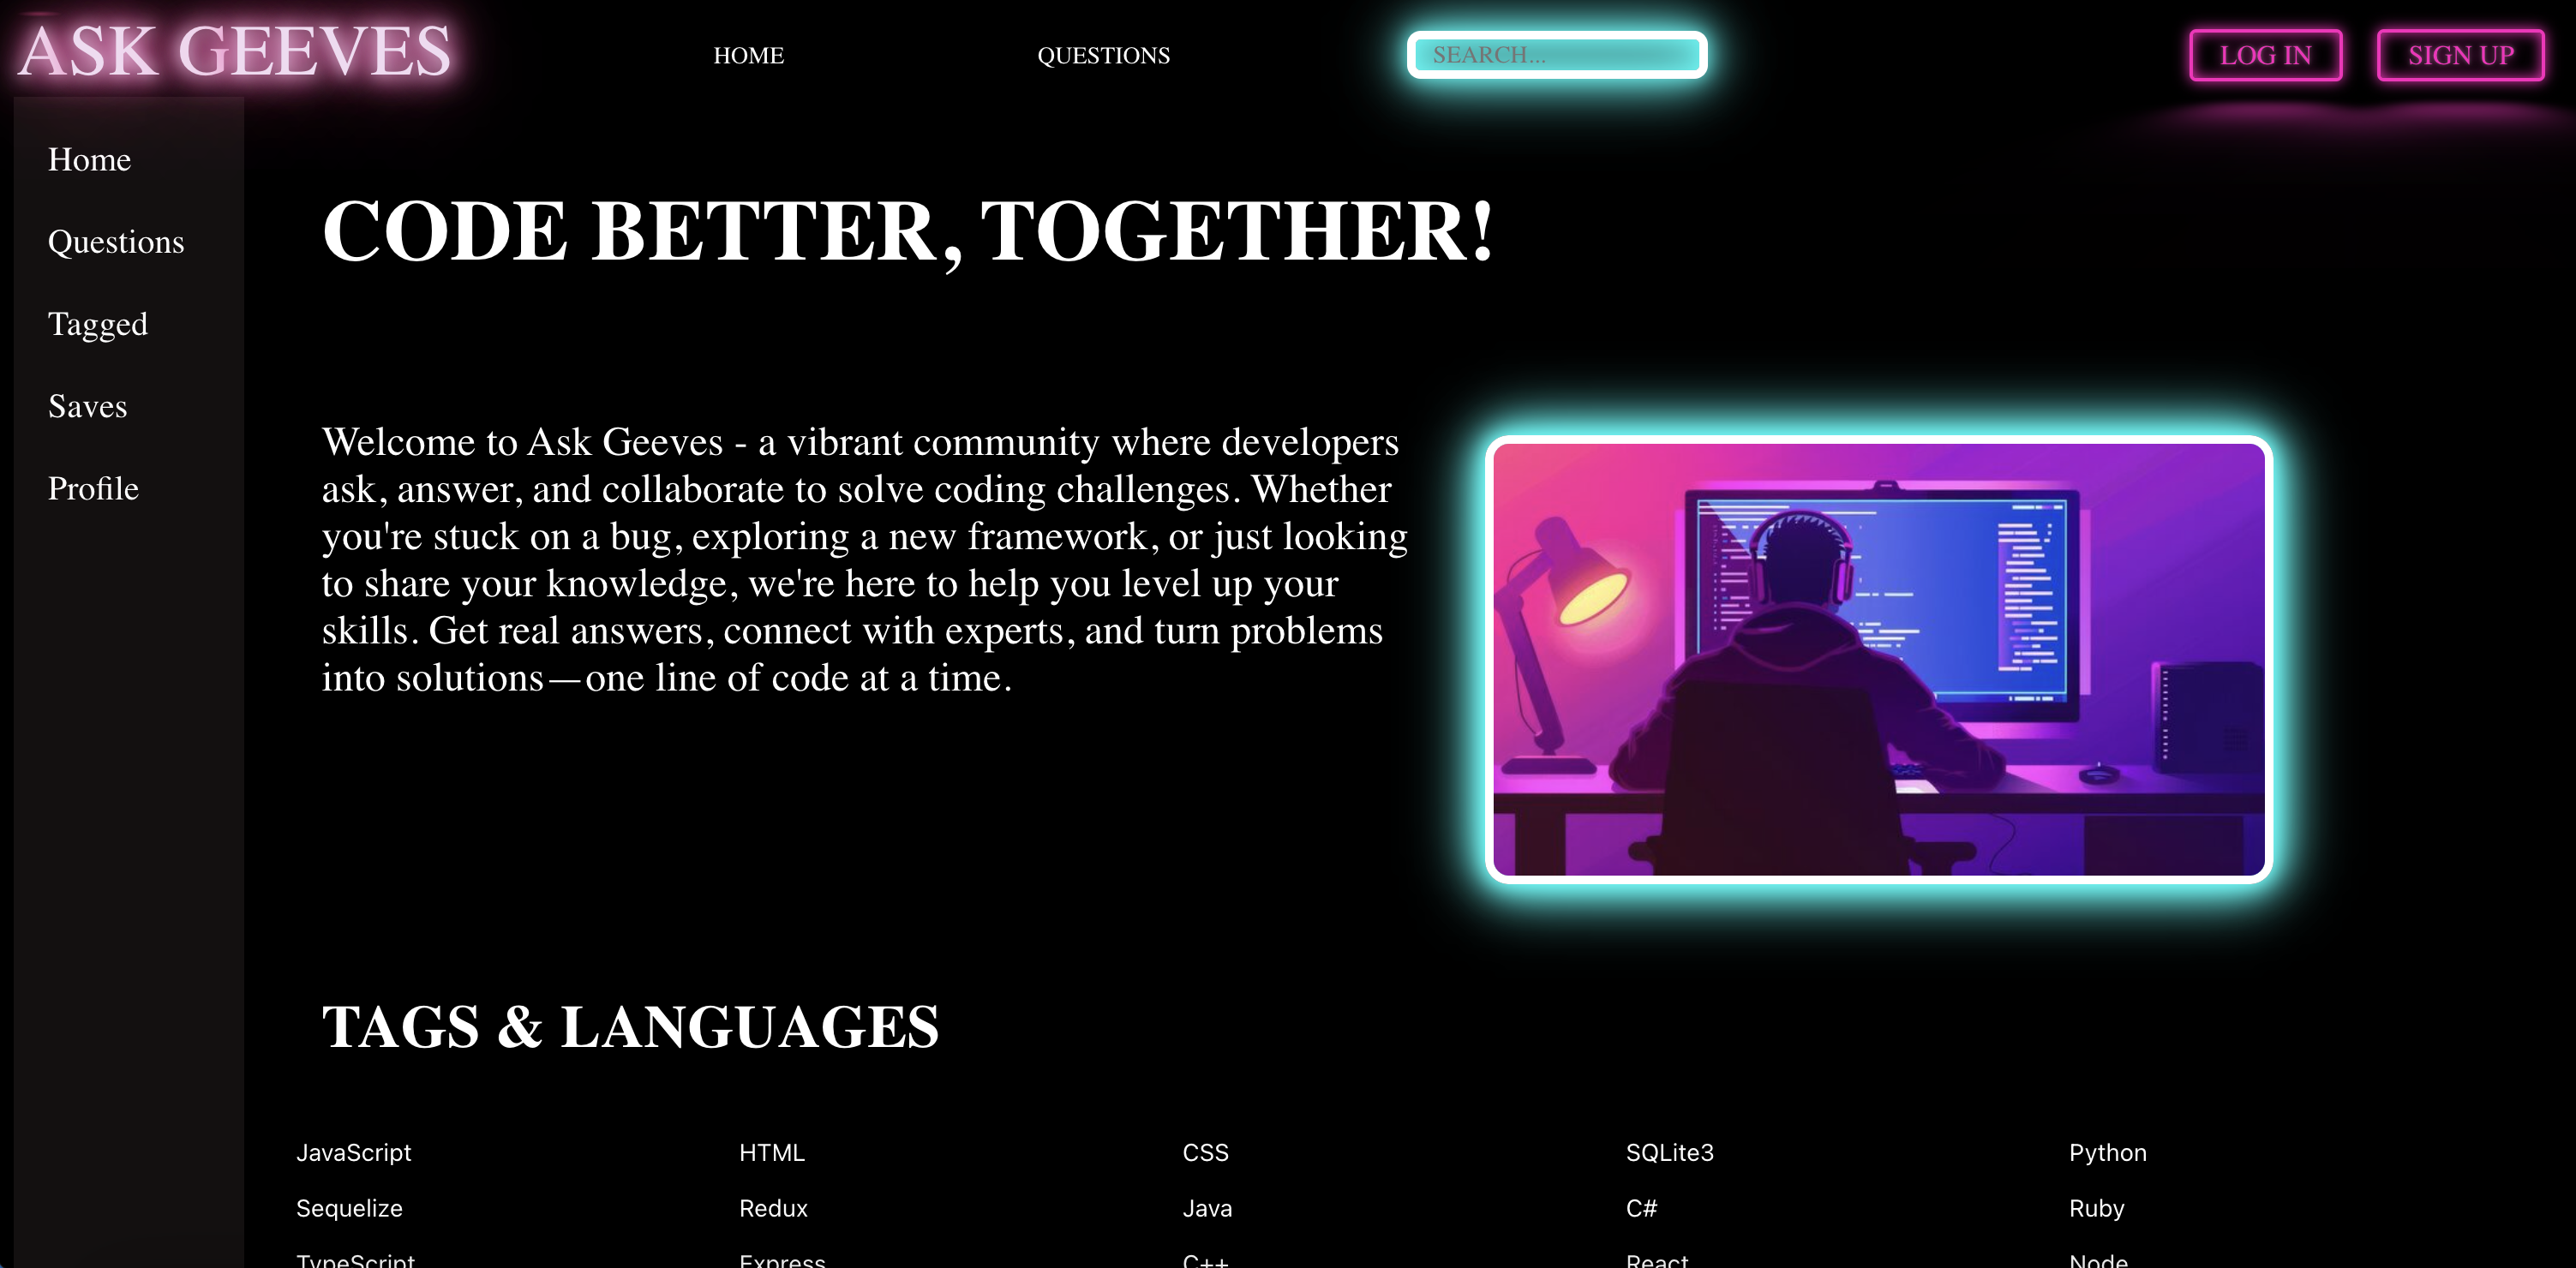 ASK GEEVES
HOME
QUESTIONS
SEARCH...
LOG IN
SIGN UP
Home
Questions
Tagged
Saves
Profile
CODE BETTER, TOGETHER!
Welcome to Ask Geeves - a vibrant community where developers
ask, answer, and collaborate to solve coding challenges. Whether
you're stuck on a bug, exploring a new framework, or just looking
to share your knowledge, we're here to help you level up your
skills. Get real answers, connect with experts, and turn problems
into solutions—one line of code at a time.
TAGS & LANGUAGES
JavaScript
HTML
CSS
SQLite3
Python
Sequelize
Redux
Java
C#
Ruby
TypeScript
Express
C++
React
Node